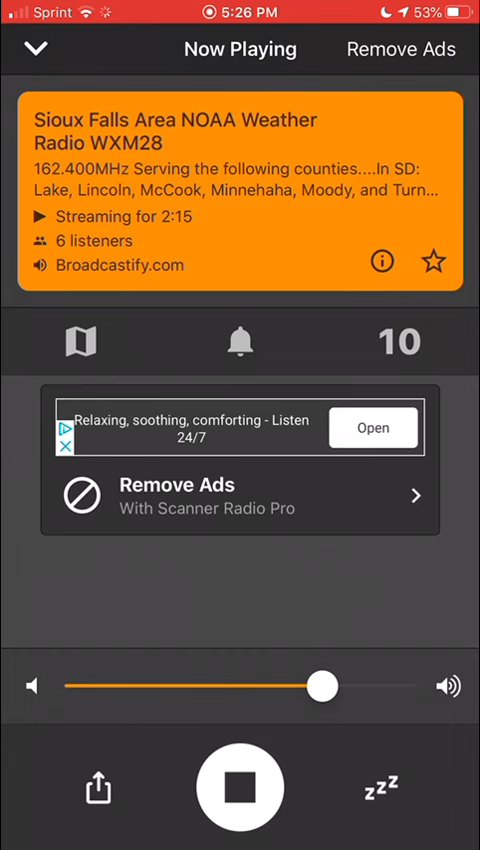 Sprint 5:26 PM 53%
Now Playing Remove Ads
Sioux Falls Area NOAA Weather
Radio WXM28
162.400MHz Serving the following counties....In SD:
Lake, Lincoln, McCook, Minnehaha, Moody, and Turn...
Streaming for 2:15
6 listeners
Broadcastify.com
10
Relaxing, soothing, comforting - Listen
24/7
Open
Remove Ads
With Scanner Radio Pro
zzz